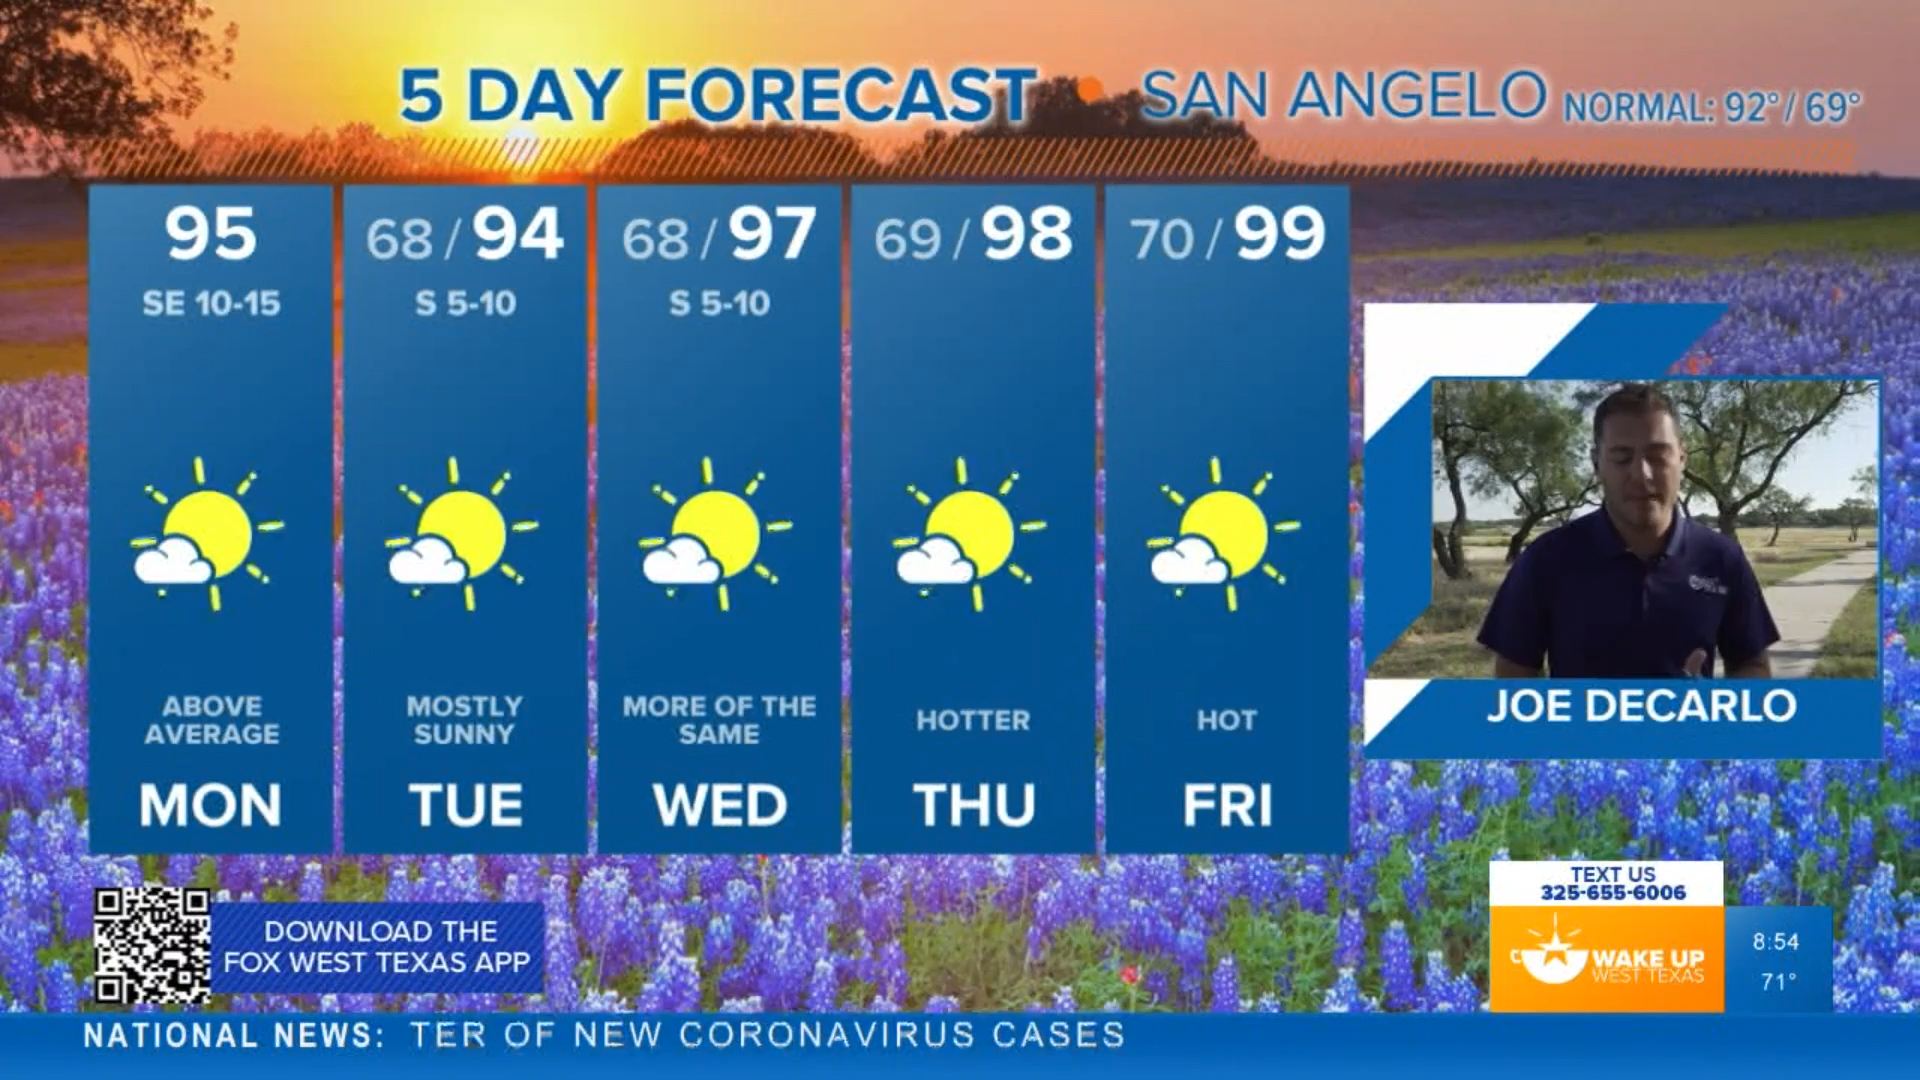 5 DAY FORECAST • SAN ANGELO NORMAL: 92°/69°
95
SE 10-15
ABOVE
AVERAGE
MON
68/94
S 5-10
MOSTLY
SUNNY
TUE
68/97
S 5-10
MORE OF THE
SAME
WED
69/98
HOTTER
THU
70/99
HOT
FRI
JOE DECARLO
DOWNLOAD THE
FOX WEST TEXAS APP
TEXT US
325-655-6006
WAKE UP
WEST TEXAS
8:54
71°
NATIONAL NEWS: TER OF NEW CORONAVIRUS CASES